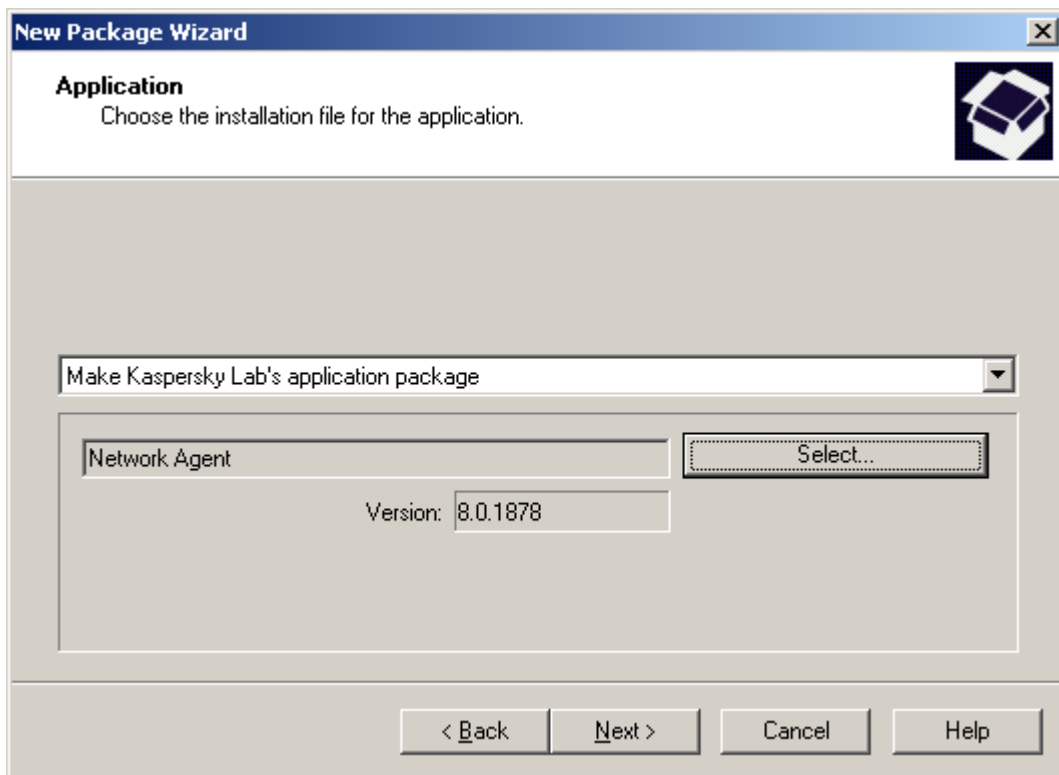 New Package Wizard
Application
Choose the installation file for the application.
Make Kaspersky Lab's application package
Network Agent
Select...
Version: 8.0.1878
< Back
Next >
Cancel
Help